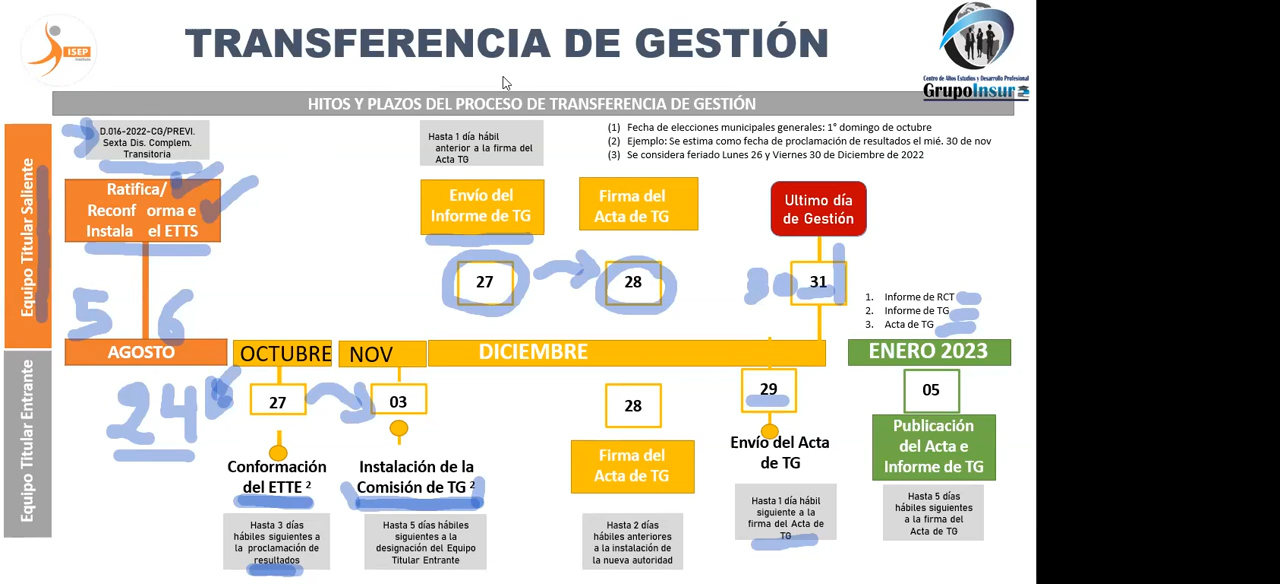 ISEP
Instituto
TRANSFERENCIA DE GESTIÓN
Centro de Altos Estudios y Desarrollo Profesional
GrupoInsur
HITOS Y PLAZOS DEL PROCESO DE TRANSFERENCIA DE GESTIÓN
Equipo Titular Saliente
D.016-2022-CG/PREVI.
Sexta Dis. Complem.
Transitoria
Ratifica/
Reconf orma e
Instala el ETTS
5 6
Hasta 1 día hábil
anterior a la firma del
Acta TG
Envío del
Informe de TG
27
Firma del
Acta de TG
28
(1) Fecha de elecciones municipales generales: 1° domingo de octubre
(2) Ejemplo: Se estima como fecha de proclamación de resultados el mié. 30 de nov
(3) Se considera feriado Lunes 26 y Viernes 30 de Diciembre de 2022
Ultimo día
de Gestión
30
31
1. Informe de RCT
2. Informe de TG
3. Acta de TG
AGOSTO
OCTUBRE
NOV
DICIEMBRE
ENERO 2023
Equipo Titular Entrante
24
27
Conformación
del ETTE 2
Hasta 3 días
hábiles siguientes a
la proclamación de
resultados
03
Instalación de la
Comisión de TG 2
Hasta 5 días hábiles
siguientes a la
designación del Equipo
Titular Entrante
28
Firma del
Acta de TG
Hasta 2 días
hábiles anteriores
a la instalación de
la nueva autoridad
29
Envío del Acta
de TG
Hasta 1 día hábil
siguiente a la
firma del Acta de
TG
05
Publicación
del Acta e
Informe de TG
Hasta 5 días
hábiles siguientes
a la firma del
Acta de TG